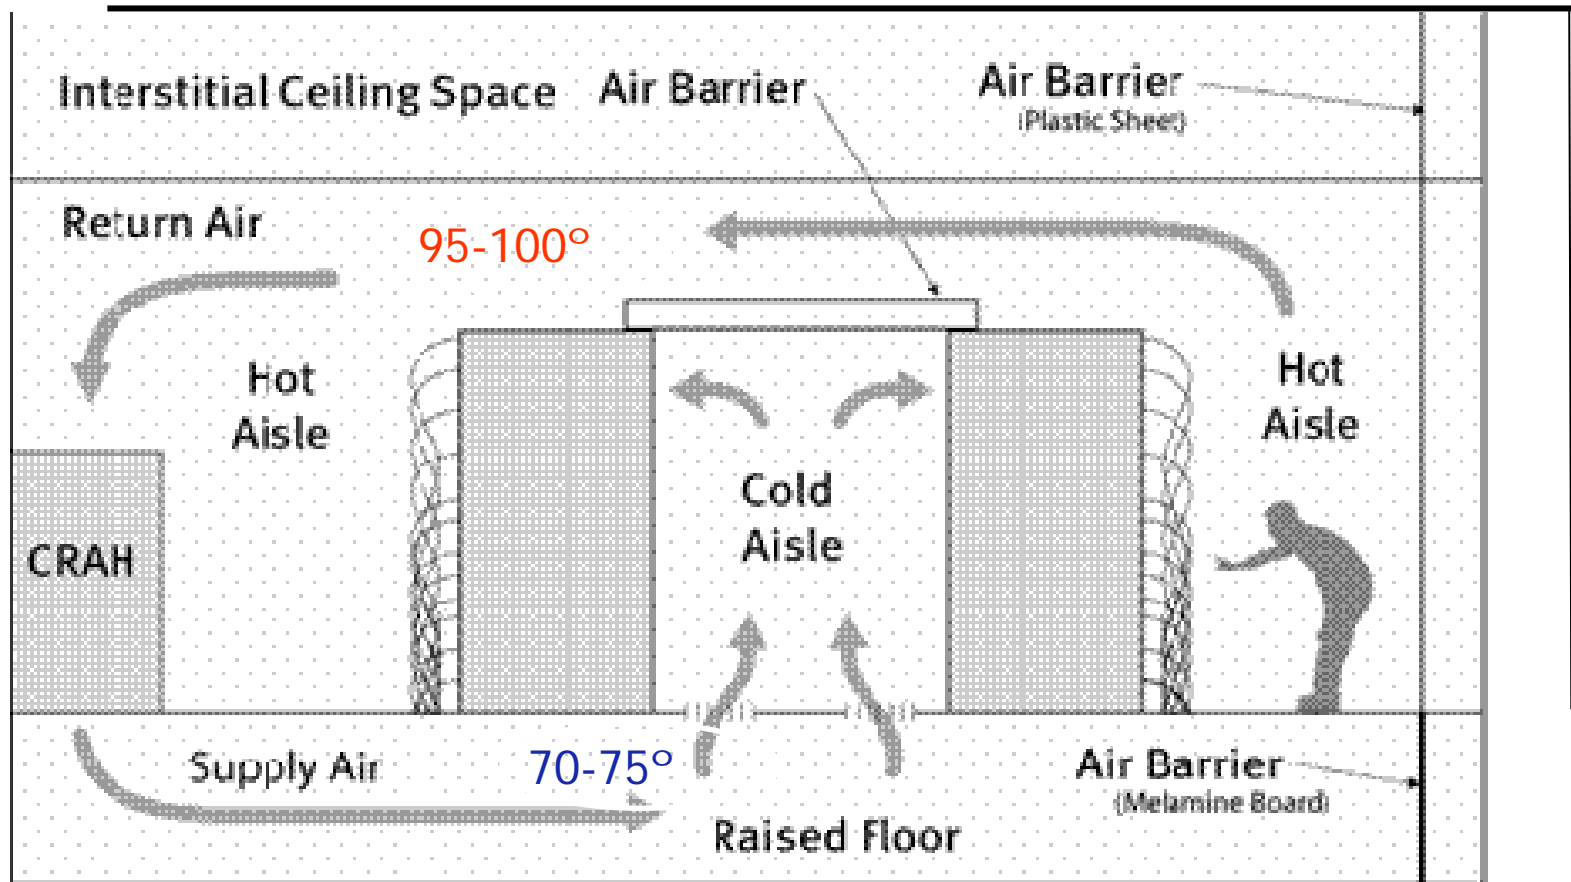 Interstitial Ceiling Space
Air Barrier
Air Barrier
(Plastic Sheet)
Return Air
95-100°
Hot
Aisle
Hot
Aisle
Cold
Aisle
CRAH
Supply Air
70-75°
Air Barrier
(Melamine Board)
Raised Floor